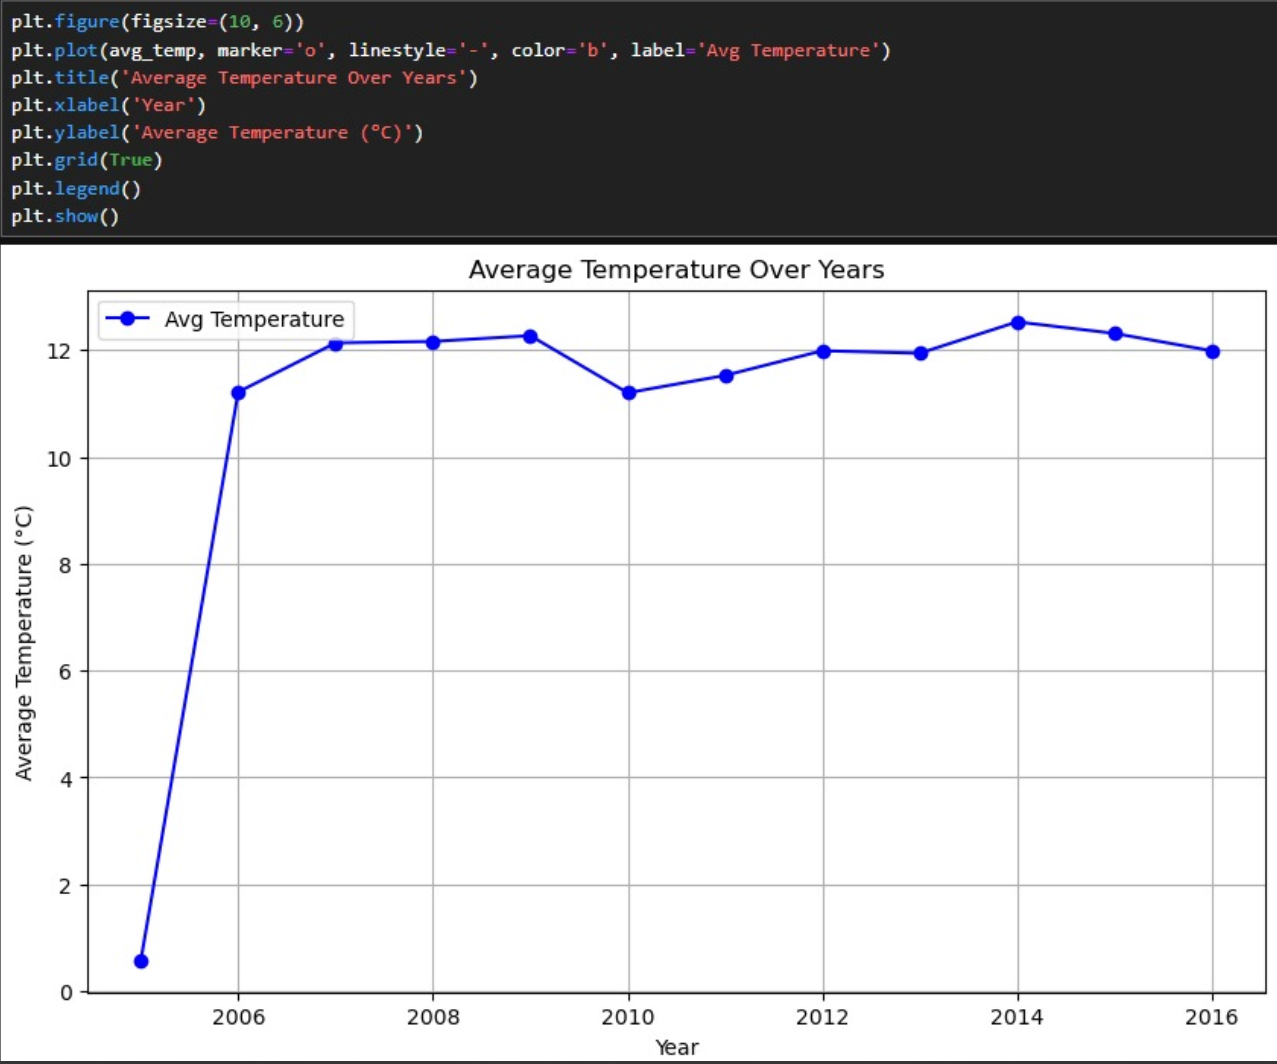 plt.figure(figsize=(10, 6))
plt.plot(avg_temp, marker='o', linestyle='-', color='b', label='Avg Temperature')
plt.title('Average Temperature Over Years')
plt.xlabel('Year')
plt.ylabel('Average Temperature (°C)')
plt.grid(True)
plt.legend()
plt.show()
Average Temperature Over Years
Avg Temperature
12
10
8
6
4
2
0
Average Temperature (°C)
2006 2008 2010 2012 2014 2016
Year